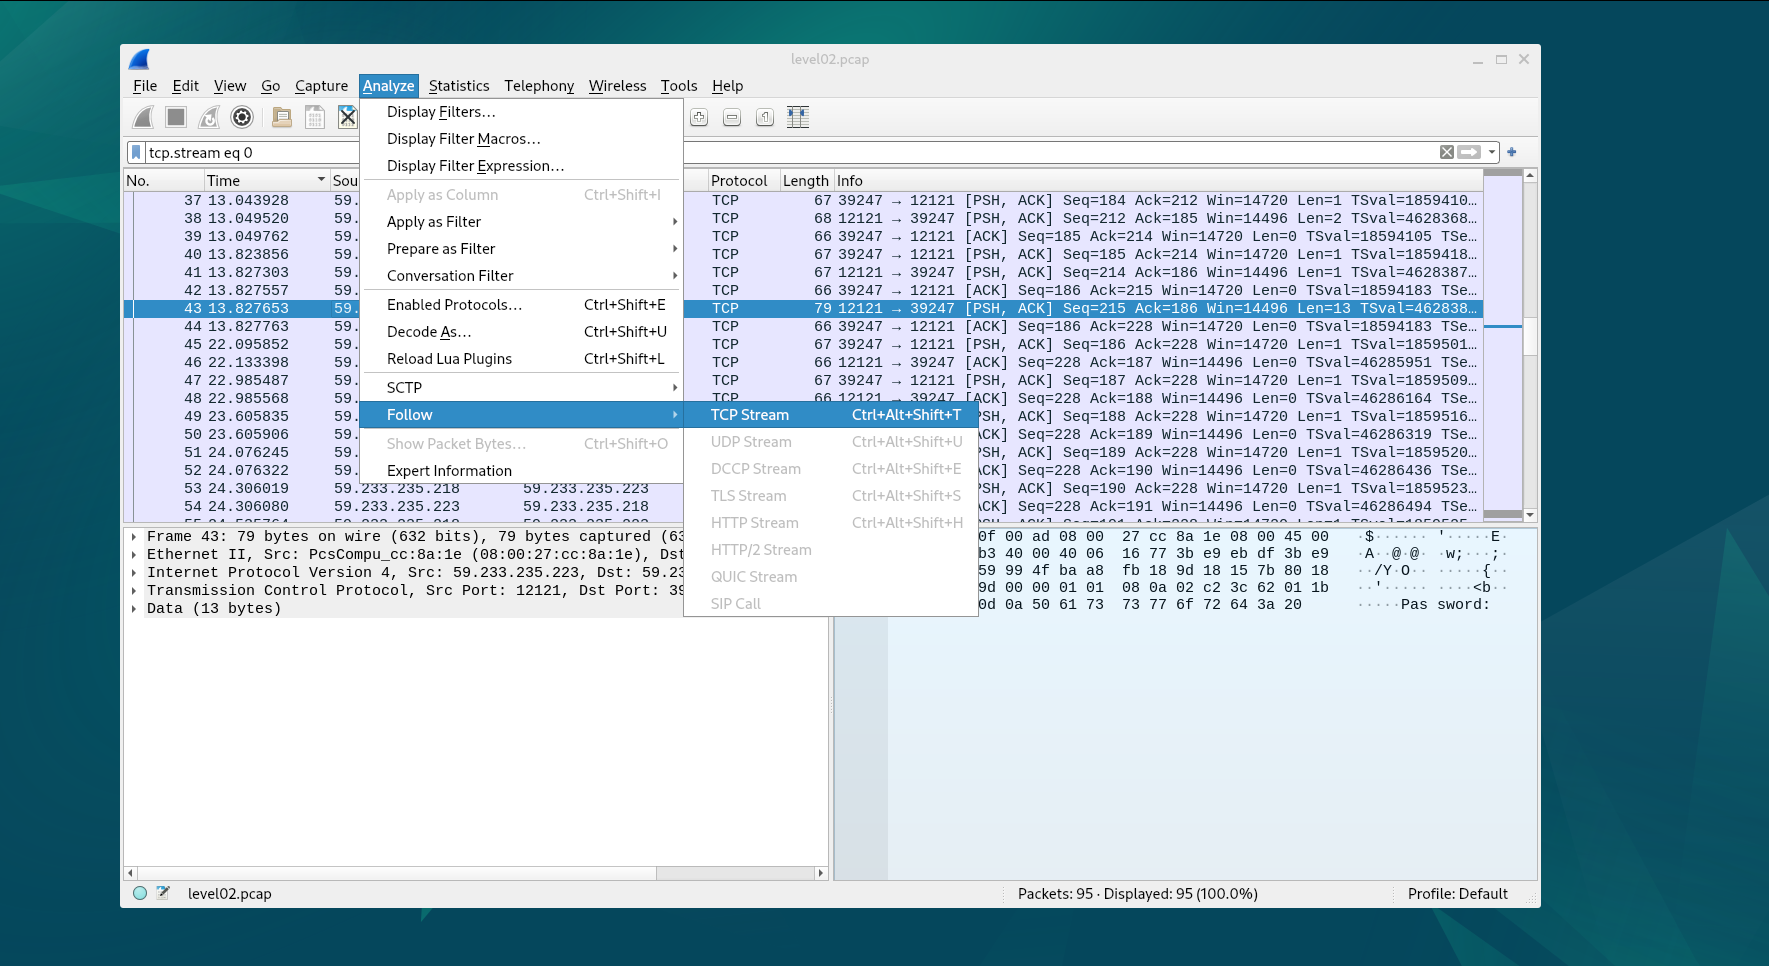 level02.pcap
File Edit View Go Capture Analyze Statistics Telephony Wireless Tools Help
Display Filters…
Display Filter Macros…
tcp.stream eq 0
Display Filter Expression…
No. Time Sou Protocol Length Info
Apply as Column Ctrl+Shift+I
Apply as Filter
Prepare as Filter
Conversation Filter
Enabled Protocols… Ctrl+Shift+E
Decode As… Ctrl+Shift+U
Reload Lua Plugins Ctrl+Shift+L
SCTP
Follow
Show Packet Bytes… Ctrl+Shift+O
Expert Information
TCP Stream Ctrl+Alt+Shift+T
UDP Stream Ctrl+Alt+Shift+U
DCCP Stream Ctrl+Alt+Shift+E
TLS Stream Ctrl+Alt+Shift+S
HTTP Stream Ctrl+Alt+Shift+H
HTTP/2 Stream
QUIC Stream
SIP Call
37 13.043928 59. TCP 67 39247 → 12121 [PSH, ACK] Seq=184 Ack=212 Win=14720 Len=1 TSval=1859410…
38 13.049520 59. TCP 68 12121 → 39247 [PSH, ACK] Seq=212 Ack=185 Win=14496 Len=2 TSval=4628368…
39 13.049762 59. TCP 66 39247 → 12121 [ACK] Seq=185 Ack=214 Win=14720 Len=0 TSval=18594105 TSe…
40 13.823856 59. TCP 67 39247 → 12121 [PSH, ACK] Seq=185 Ack=214 Win=14720 Len=1 TSval=1859418…
41 13.827303 59. TCP 67 12121 → 39247 [PSH, ACK] Seq=214 Ack=186 Win=14496 Len=1 TSval=4628387…
42 13.827557 59. TCP 66 39247 → 12121 [ACK] Seq=186 Ack=215 Win=14720 Len=0 TSval=18594183 TSe…
43 13.827653 59. TCP 79 12121 → 39247 [PSH, ACK] Seq=215 Ack=186 Win=14496 Len=13 TSval=462838…
44 13.827763 59. TCP 66 39247 → 12121 [ACK] Seq=186 Ack=228 Win=14720 Len=0 TSval=18594183 TSe…
45 22.095852 59. TCP 67 39247 → 12121 [PSH, ACK] Seq=186 Ack=228 Win=14720 Len=1 TSval=1859501…
46 22.133398 59. TCP 66 12121 → 39247 [ACK] Seq=228 Ack=187 Win=14496 Len=0 TSval=46285951 TSe…
47 22.985487 59. TCP 67 39247 → 12121 [PSH, ACK] Seq=187 Ack=228 Win=14720 Len=1 TSval=1859509…
48 22.985568 59. TCP 66 12121 → 39247 [ACK] Seq=228 Ack=188 Win=14496 Len=0 TSval=46286164 TSe…
49 23.605835 59. SH, ACK] Seq=188 Ack=228 Win=14720 Len=1 TSval=1859516…
50 23.605906 59. CK] Seq=228 Ack=189 Win=14496 Len=0 TSval=46286319 TSe…
51 24.076245 59. SH, ACK] Seq=189 Ack=228 Win=14720 Len=1 TSval=1859520…
52 24.076322 59. CK] Seq=228 Ack=190 Win=14496 Len=0 TSval=46286436 TSe…
53 24.306019 59.233.235.218 59.233.235.223 SH, ACK] Seq=190 Ack=228 Win=14720 Len=1 TSval=1859523…
54 24.306080 59.233.235.223 59.233.235.218 CK] Seq=228 Ack=191 Win=14496 Len=0 TSval=46286494 TSe…
Frame 43: 79 bytes on wire (632 bits), 79 bytes captured (63
Ethernet II, Src: PcsCompu_cc:8a:1e (08:00:27:cc:8a:1e), Dst
Internet Protocol Version 4, Src: 59.233.235.223, Dst: 59.23
Transmission Control Protocol, Src Port: 12121, Dst Port: 39
Data (13 bytes)
0f 00 ad 08 00 27 cc 8a 1e 08 00 45 00 ·$······ '·····E·
b3 40 00 40 06 16 77 3b e9 eb df 3b e9 ·A··@·@· ·w;···;·
59 99 4f ba a8 fb 18 9d 18 15 7b 80 18 ··/Y·O·· ·····{··
9d 00 00 01 01 08 0a 02 c2 3c 62 01 1b ··'····· ····<b··
0d 0a 50 61 73 73 77 6f 72 64 3a 20 ·····Pas sword:
level02.pcap
Packets: 95 · Displayed: 95 (100.0%)
Profile: Default